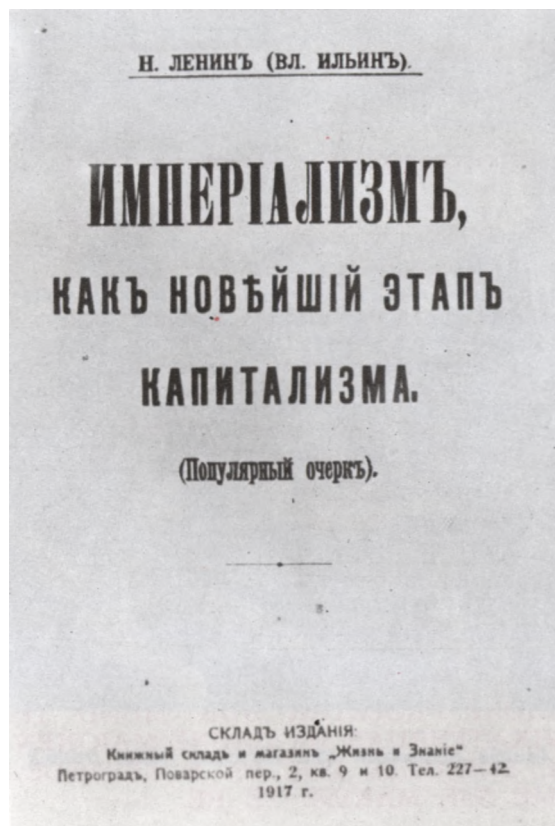 Н. ЛЕНИНЪ (ВЛ. ИЛЬИНЪ).
ИМПЕРІАЛИЗМЪ,
КАКЪ НОВѢЙШІЙ ЭТАПЪ
КАПИТАЛИЗМА.
(Популярный очеркъ).
СКЛАДЪ ИЗДАНІЯ:
Книжный складъ и магазинъ „Жизнь и Знаніе“
Петроградъ, Поварской пер., 2, кв. 9 и 10. Тел. 227—42.
1917 г.